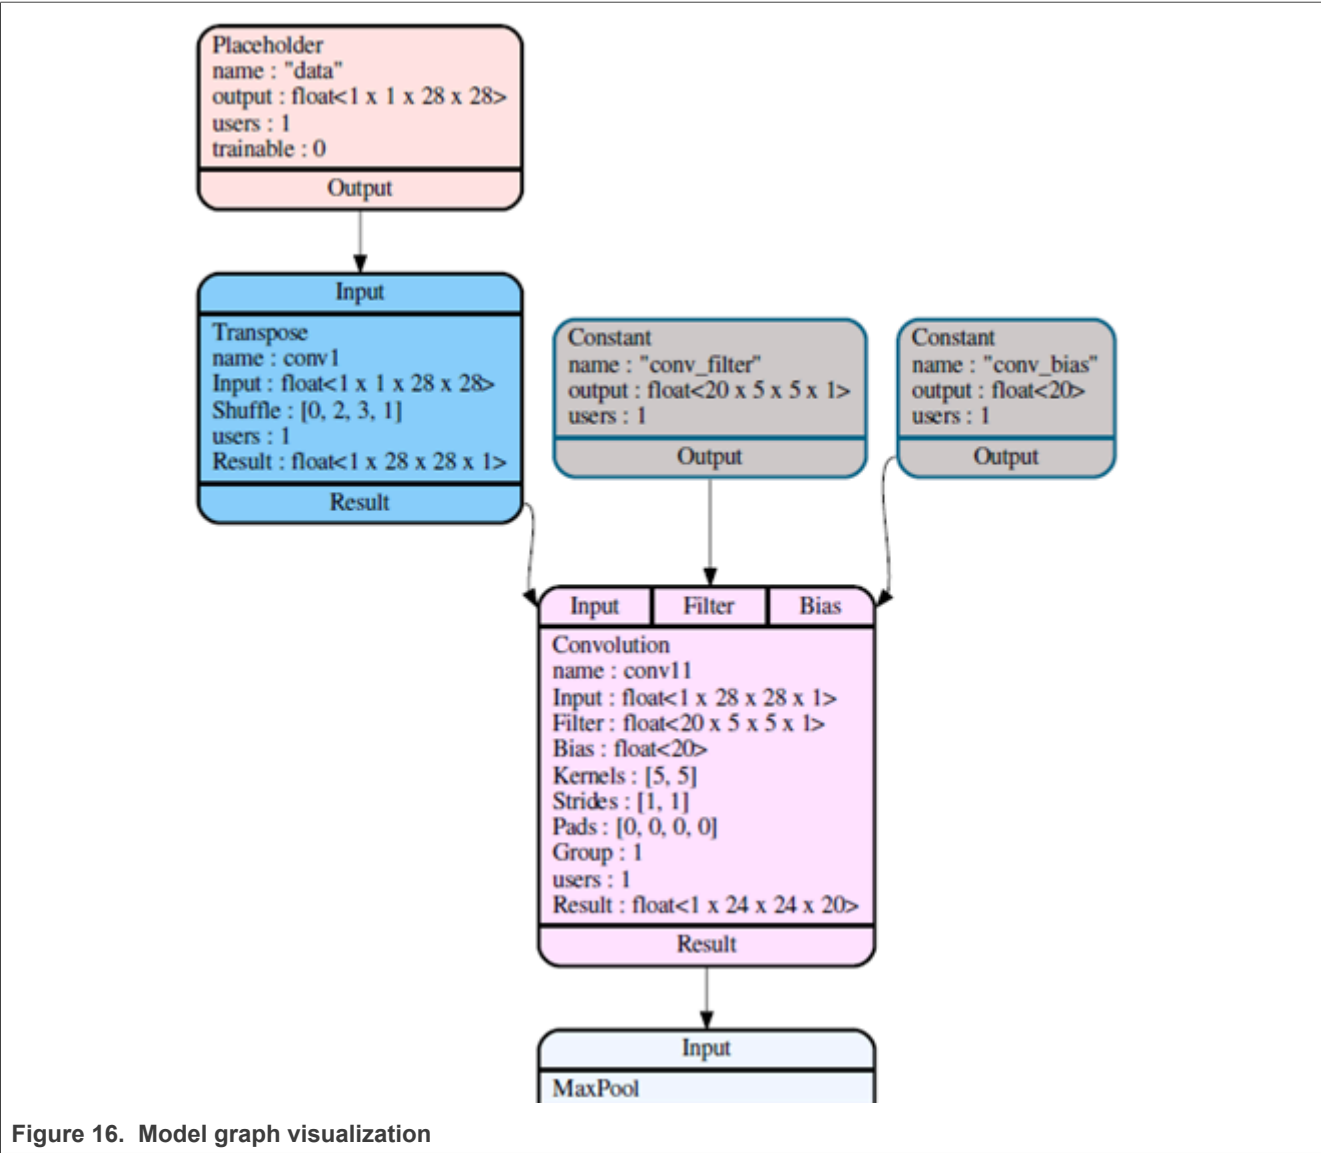 Placeholder
name : "data"
output : float<1 x 1 x 28 x 28>
users : 1
trainable : 0
Output
Input
Transpose
name : conv1
Input : float<1 x 1 x 28 x 28>
Shuffle : [0, 2, 3, 1]
users : 1
Result : float<1 x 28 x 28 x 1>
Result
Constant
name : "conv_filter"
output : float<20 x 5 x 5 x 1>
users : 1
Output
Constant
name : "conv_bias"
output : float<20>
users : 1
Output
Input Filter Bias
Convolution
name : conv11
Input : float<1 x 28 x 28 x 1>
Filter : float<20 x 5 x 5 x 1>
Bias : float<20>
Kernels : [5, 5]
Strides : [1, 1]
Pads : [0, 0, 0, 0]
Group : 1
users : 1
Result : float<1 x 24 x 24 x 20>
Result
Input
MaxPool
Figure 16. Model graph visualization